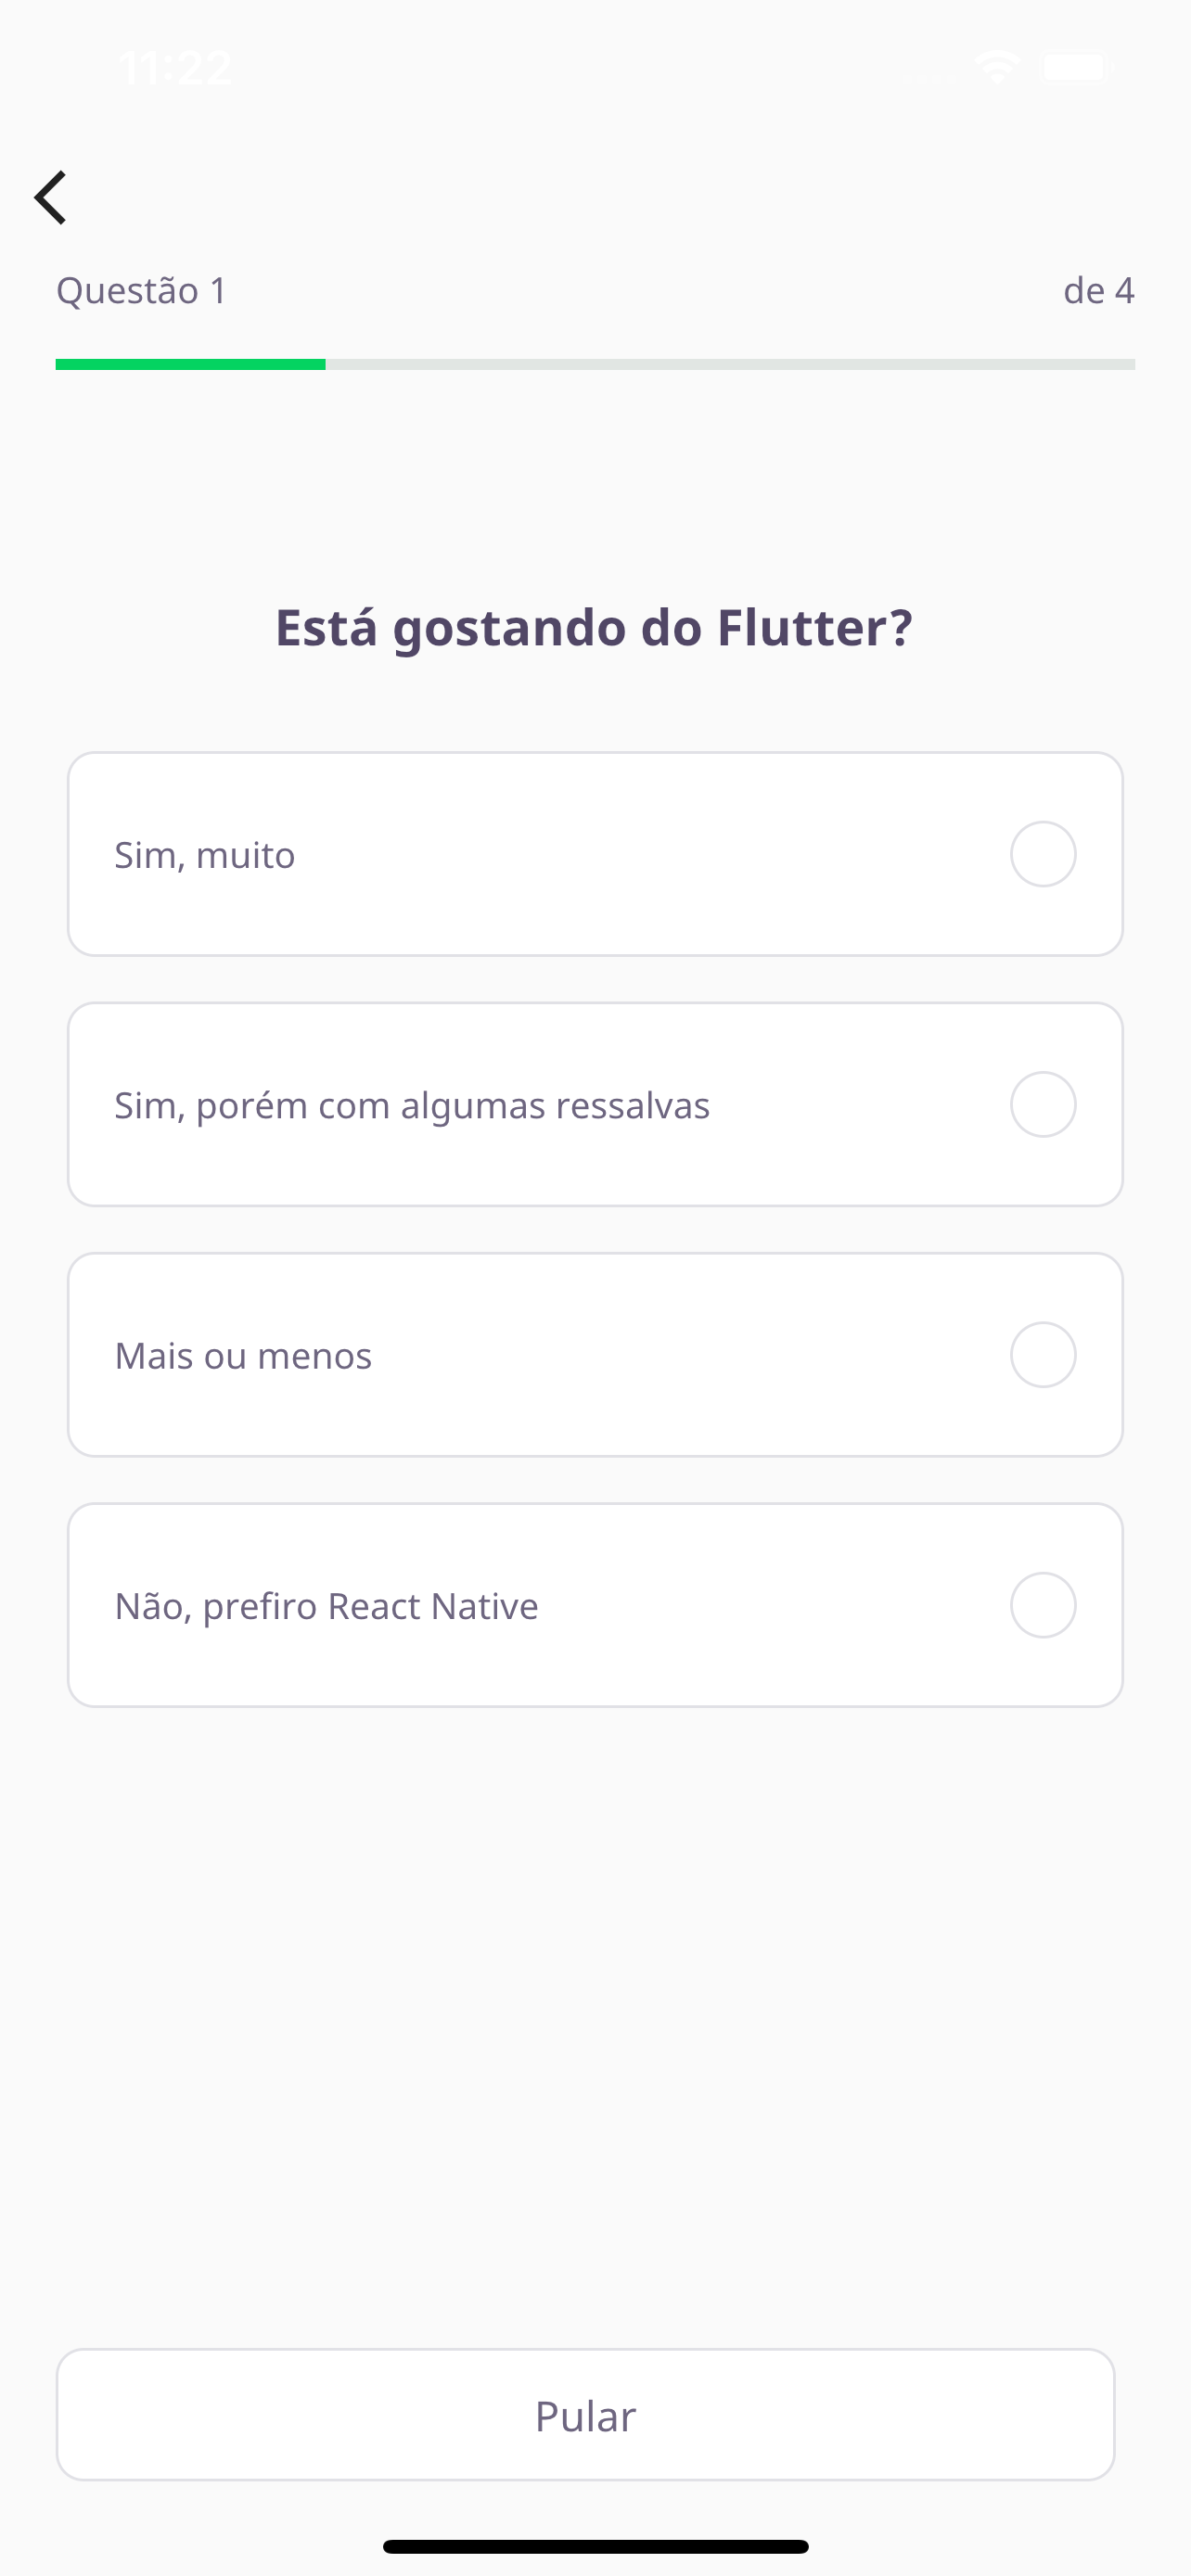 11:22
Questão 1
de 4
Está gostando do Flutter?
Sim, muito
Sim, porém com algumas ressalvas
Mais ou menos
Não, prefiro React Native
Pular